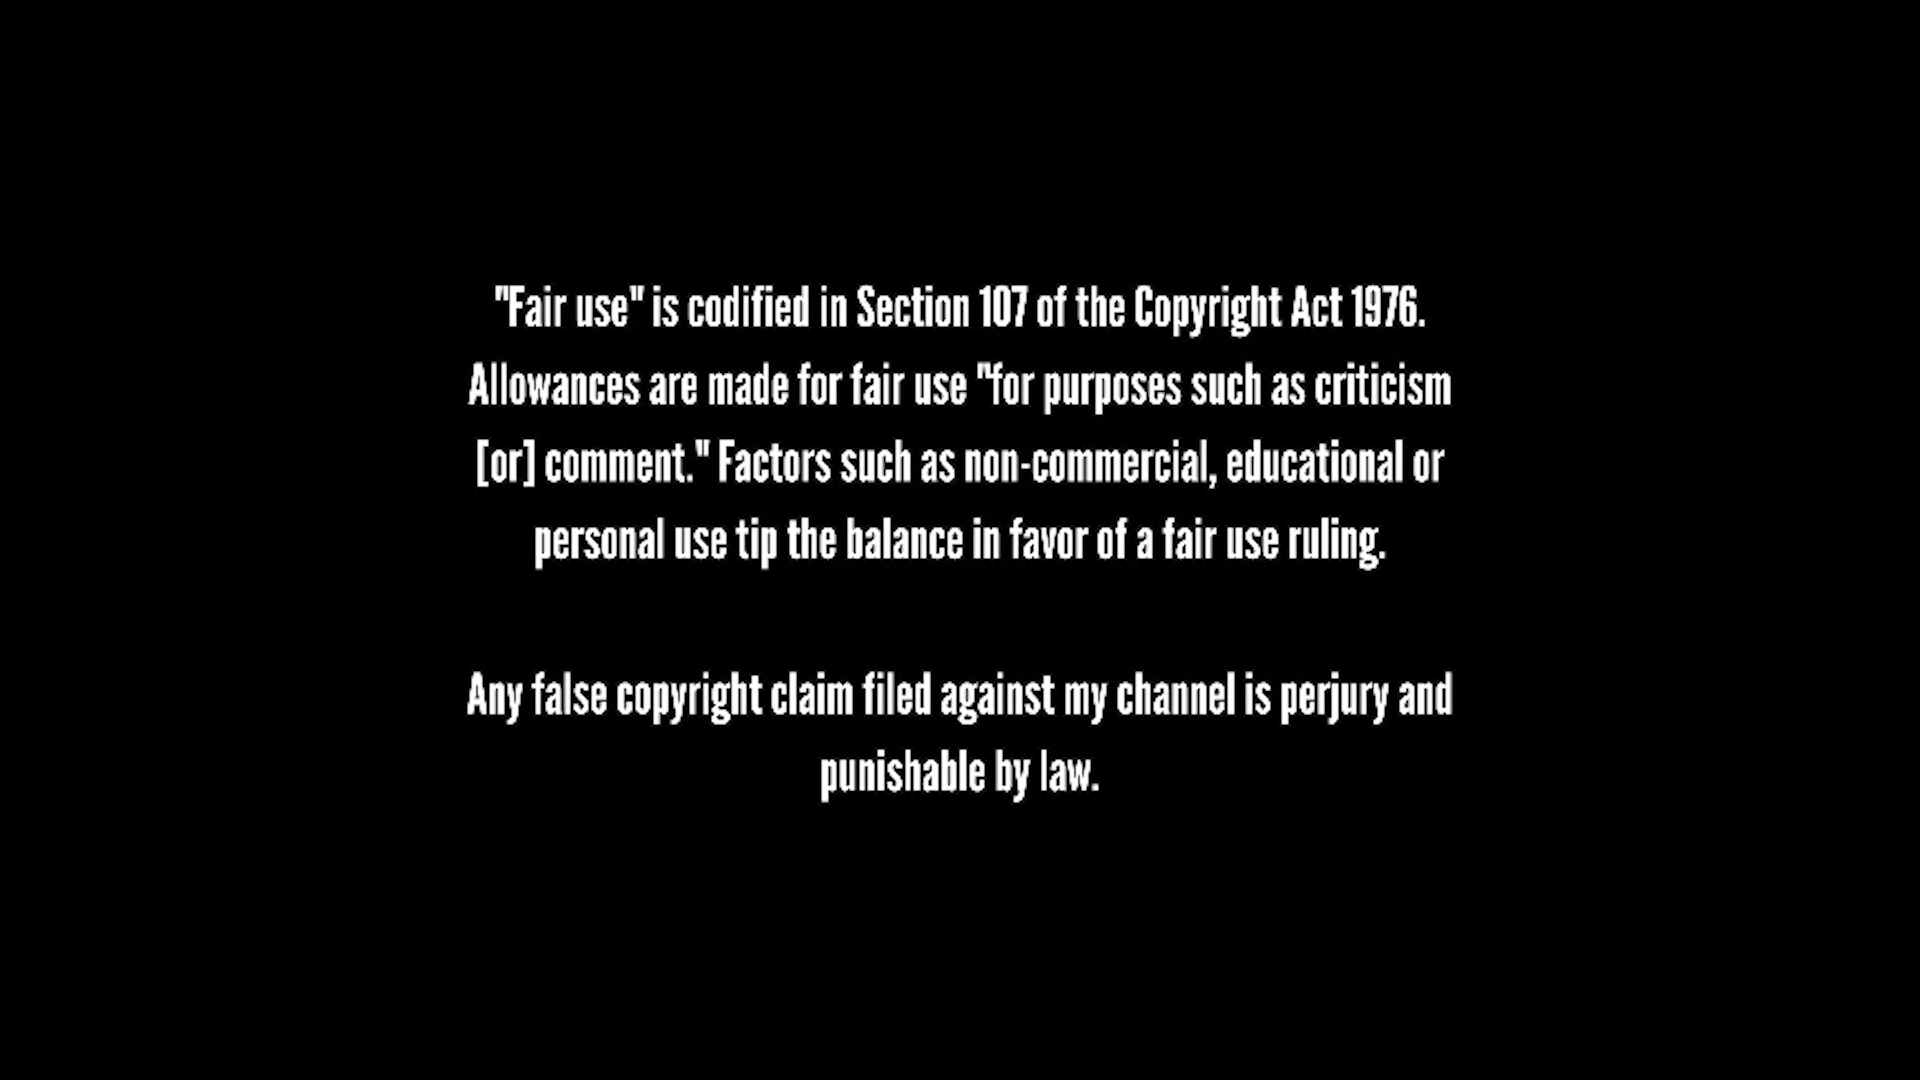 "Fair use" is codified in Section 107 of the Copyright Act 1976.
Allowances are made for fair use "for purposes such as criticism
[or] comment." Factors such as non-commercial, educational or
personal use tip the balance in favor of a fair use ruling.
Any false copyright claim filed against my channel is perjury and
punishable by law.